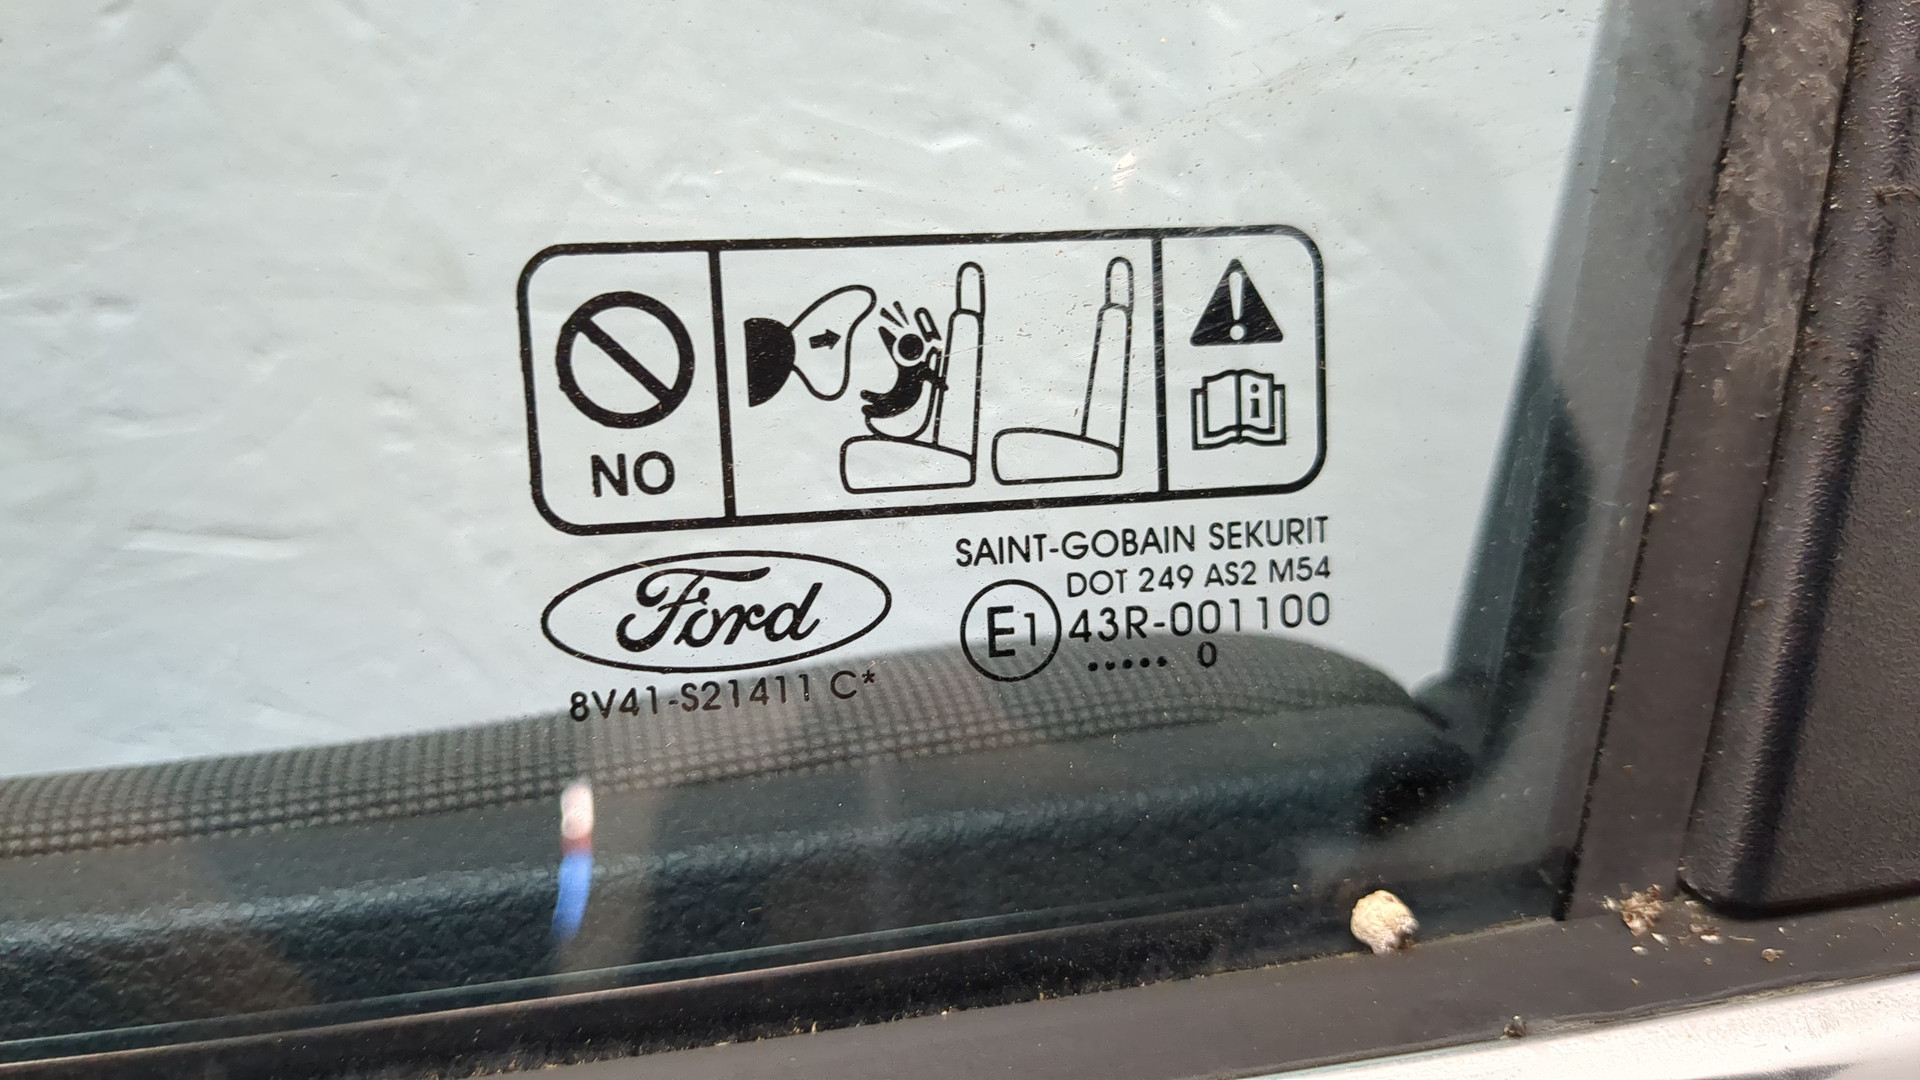 NO
i
Ford
8V41-S21411 C*
SAINT-GOBAIN SEKURIT
DOT 249 AS2 M54
E1 43R-001100
..... 0